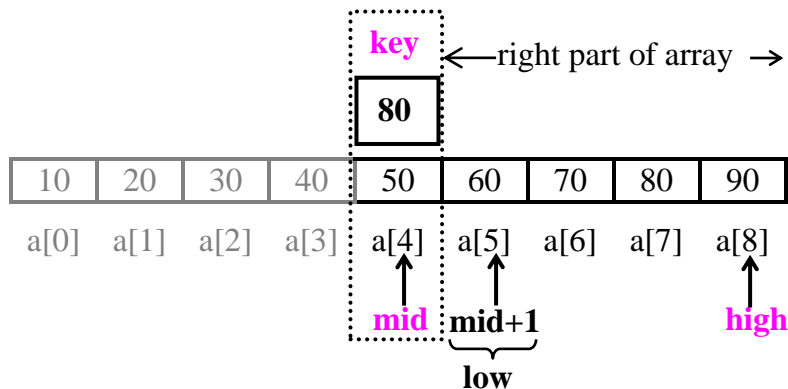 key
right part of array
80
10 20 30 40 50 60 70 80 90
a[0] a[1] a[2] a[3] a[4] a[5] a[6] a[7] a[8]
mid mid+1 high
low